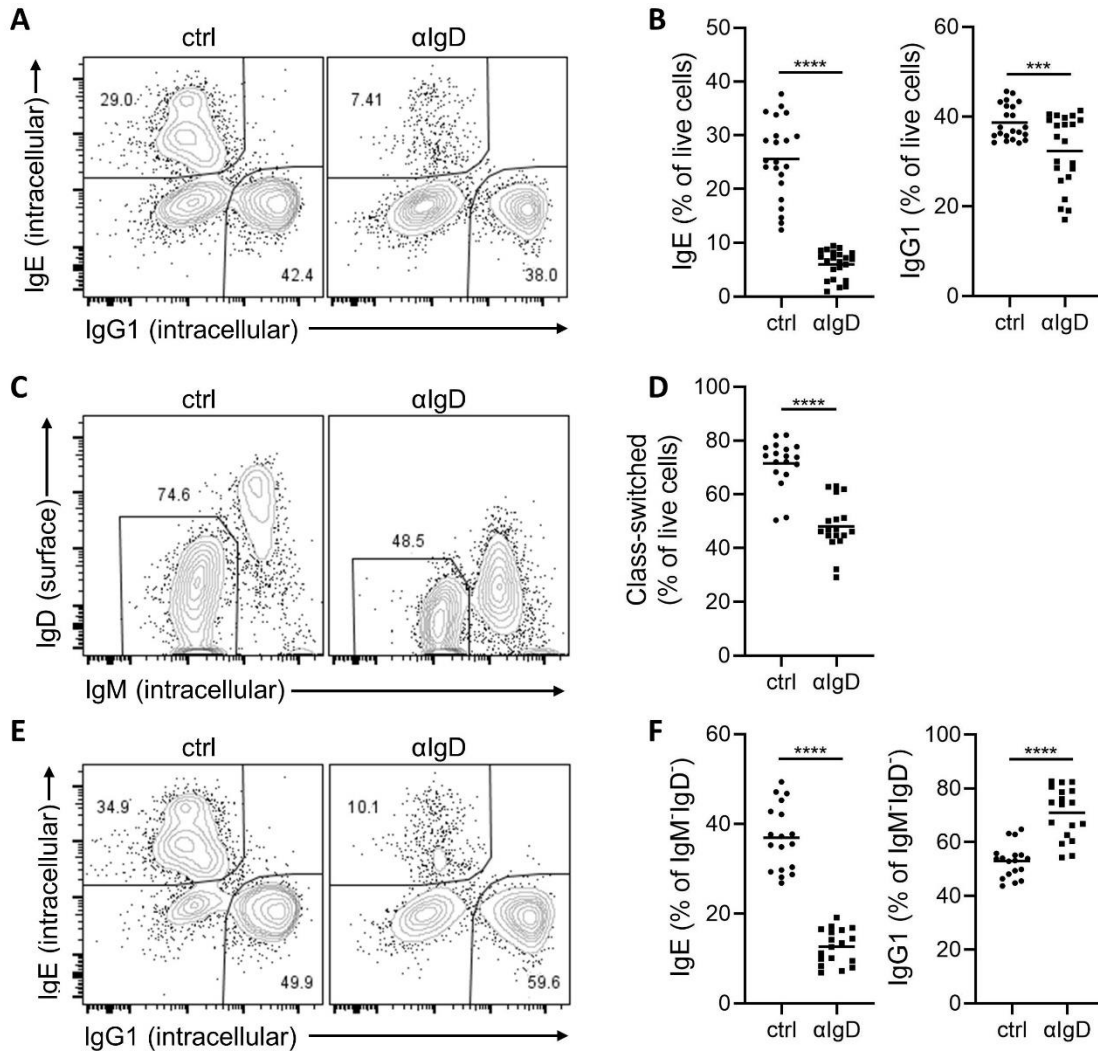 A
ctrl
αIgD
IgE (intracellular)
29.0
42.4
7.41
38.0
IgG1 (intracellular)
B
IgE (% of live cells)
50
40
30
20
10
0
****
ctrl
αIgD
IgG1 (% of live cells)
60
40
20
0
***
ctrl
αIgD
C
ctrl
αIgD
IgD (surface)
74.6
48.5
IgM (intracellular)
D
Class-switched
(% of live cells)
100
80
60
40
20
0
****
ctrl
αIgD
E
ctrl
αIgD
IgE (intracellular)
34.9
49.9
10.1
59.6
IgG1 (intracellular)
F
IgE (% of IgM⁻IgD⁻)
60
40
20
0
****
ctrl
αIgD
IgG1 (% of IgM⁻IgD⁻)
100
80
60
40
20
0
****
ctrl
αIgD